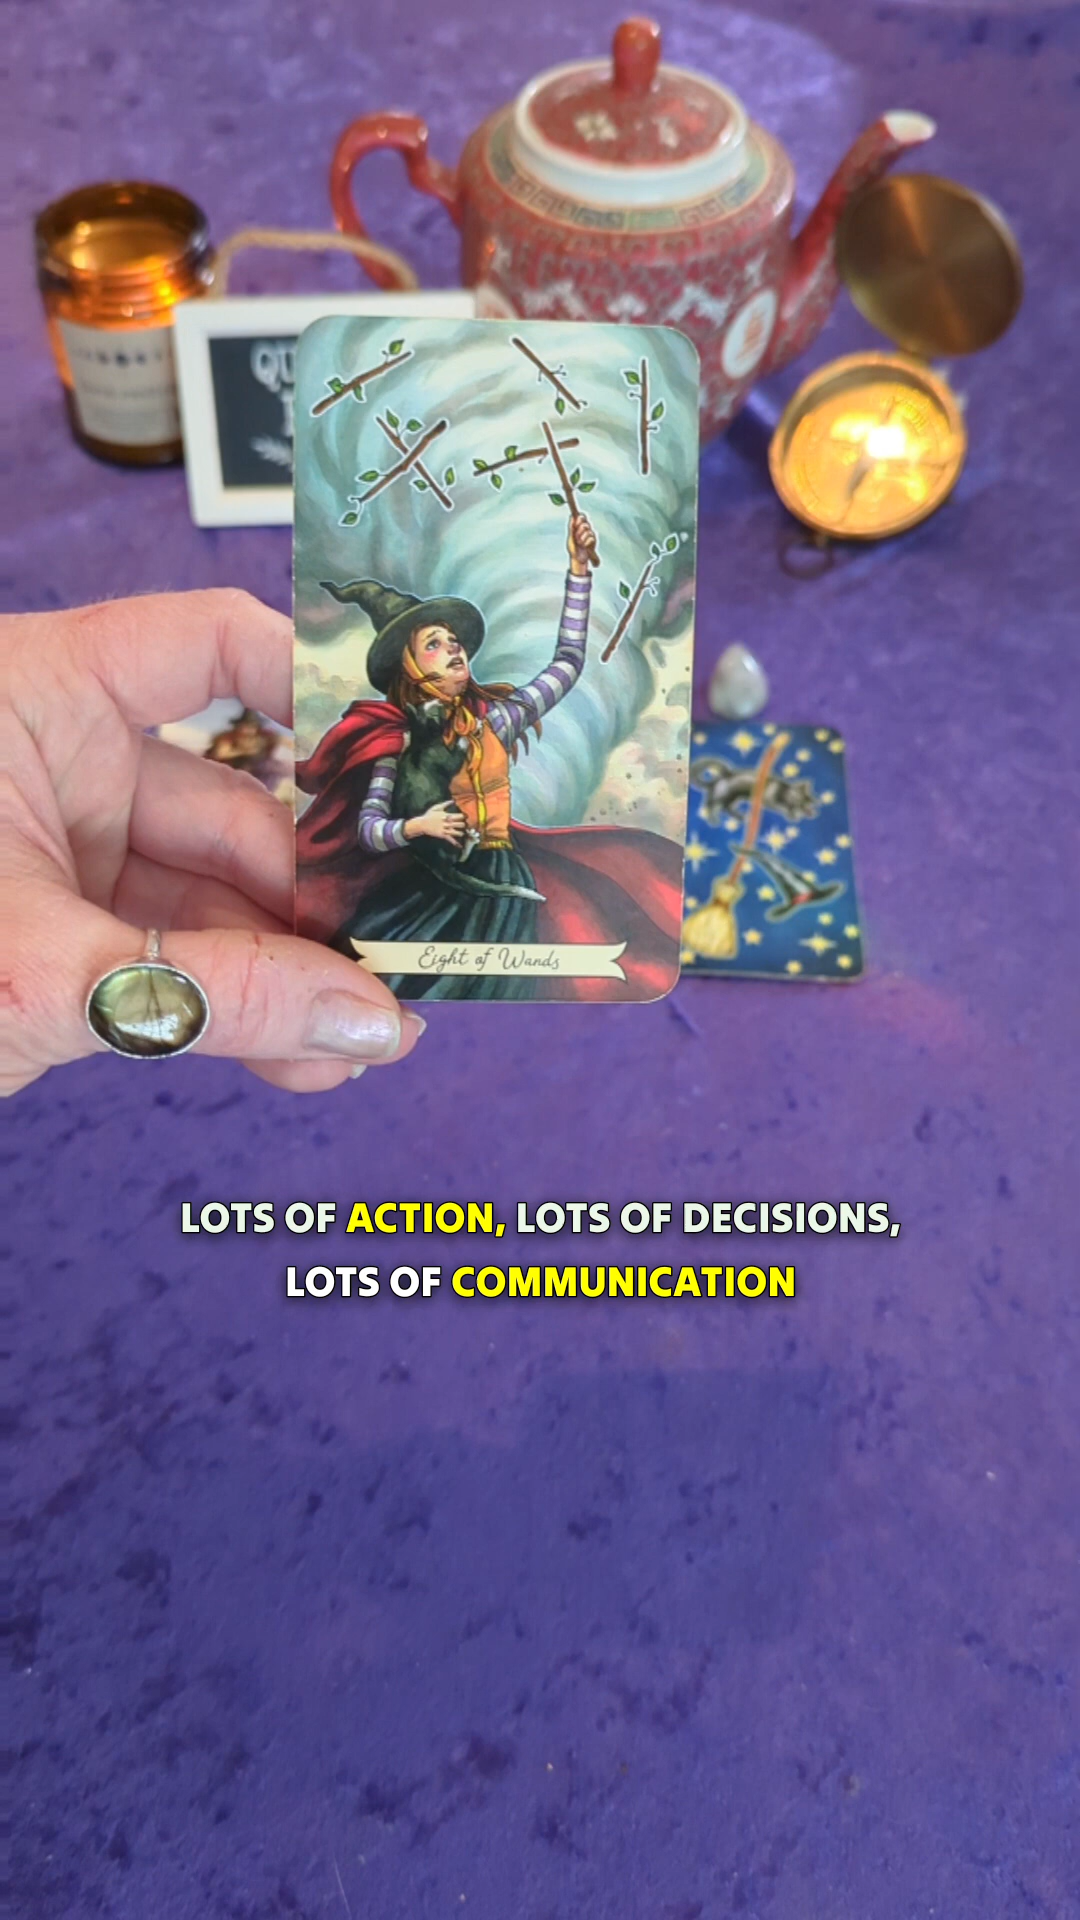 Eight of Wands
LOTS OF ACTION, LOTS OF DECISIONS,
LOTS OF COMMUNICATION